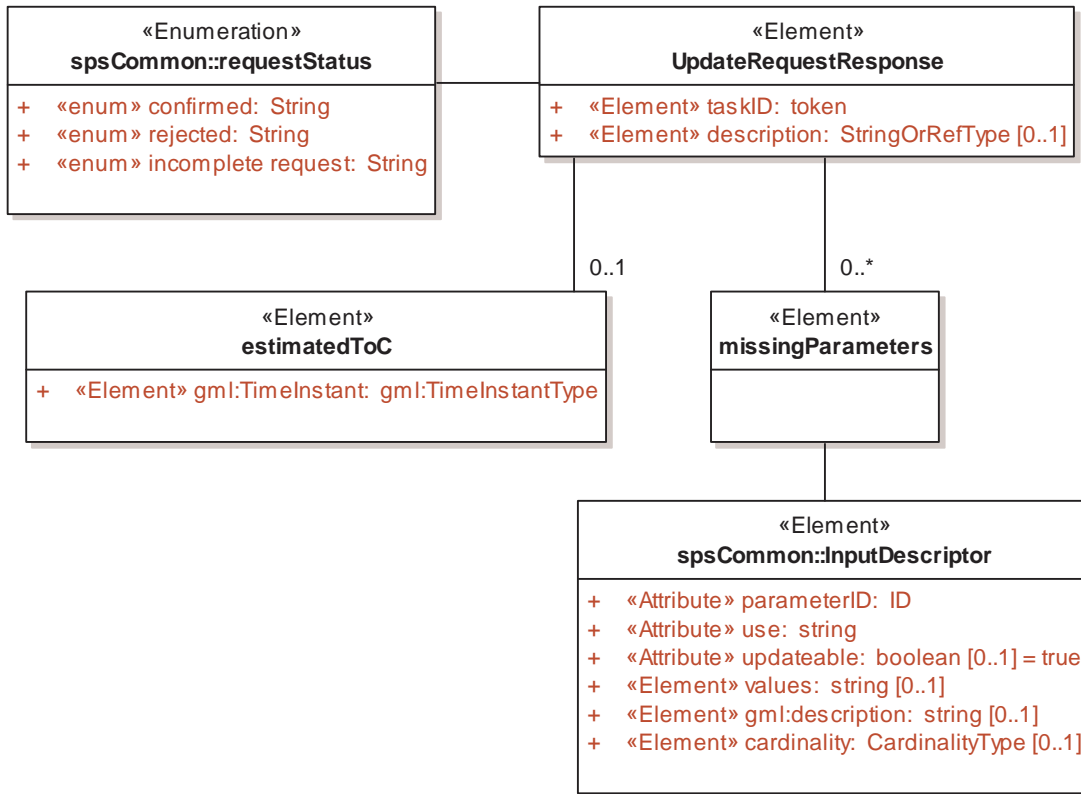 «Enumeration»
spsCommon::requestStatus
+ «enum» confirmed: String
+ «enum» rejected: String
+ «enum» incomplete request: String
«Element»
UpdateRequestResponse
+ «Element» taskID: token
+ «Element» description: StringOrRefType [0..1]
0..1
0..*
«Element»
estimatedToC
+ «Element» gml:TimeInstant: gml:TimeInstantType
«Element»
missingParameters
«Element»
spsCommon::InputDescriptor
+ «Attribute» parameterID: ID
+ «Attribute» use: string
+ «Attribute» updateable: boolean [0..1] = true
+ «Element» values: string [0..1]
+ «Element» gml:description: string [0..1]
+ «Element» cardinality: CardinalityType [0..1]